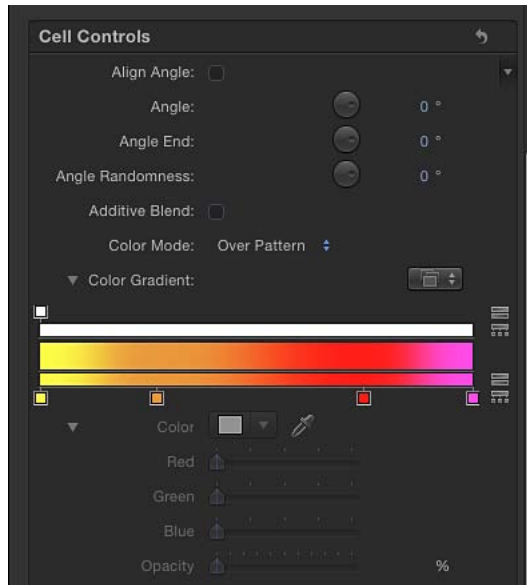 Cell Controls
Align Angle:
Angle: 0 °
Angle End: 0 °
Angle Randomness: 0 °
Additive Blend:
Color Mode: Over Pattern
Color Gradient:
Color
Red
Green
Blue
Opacity %